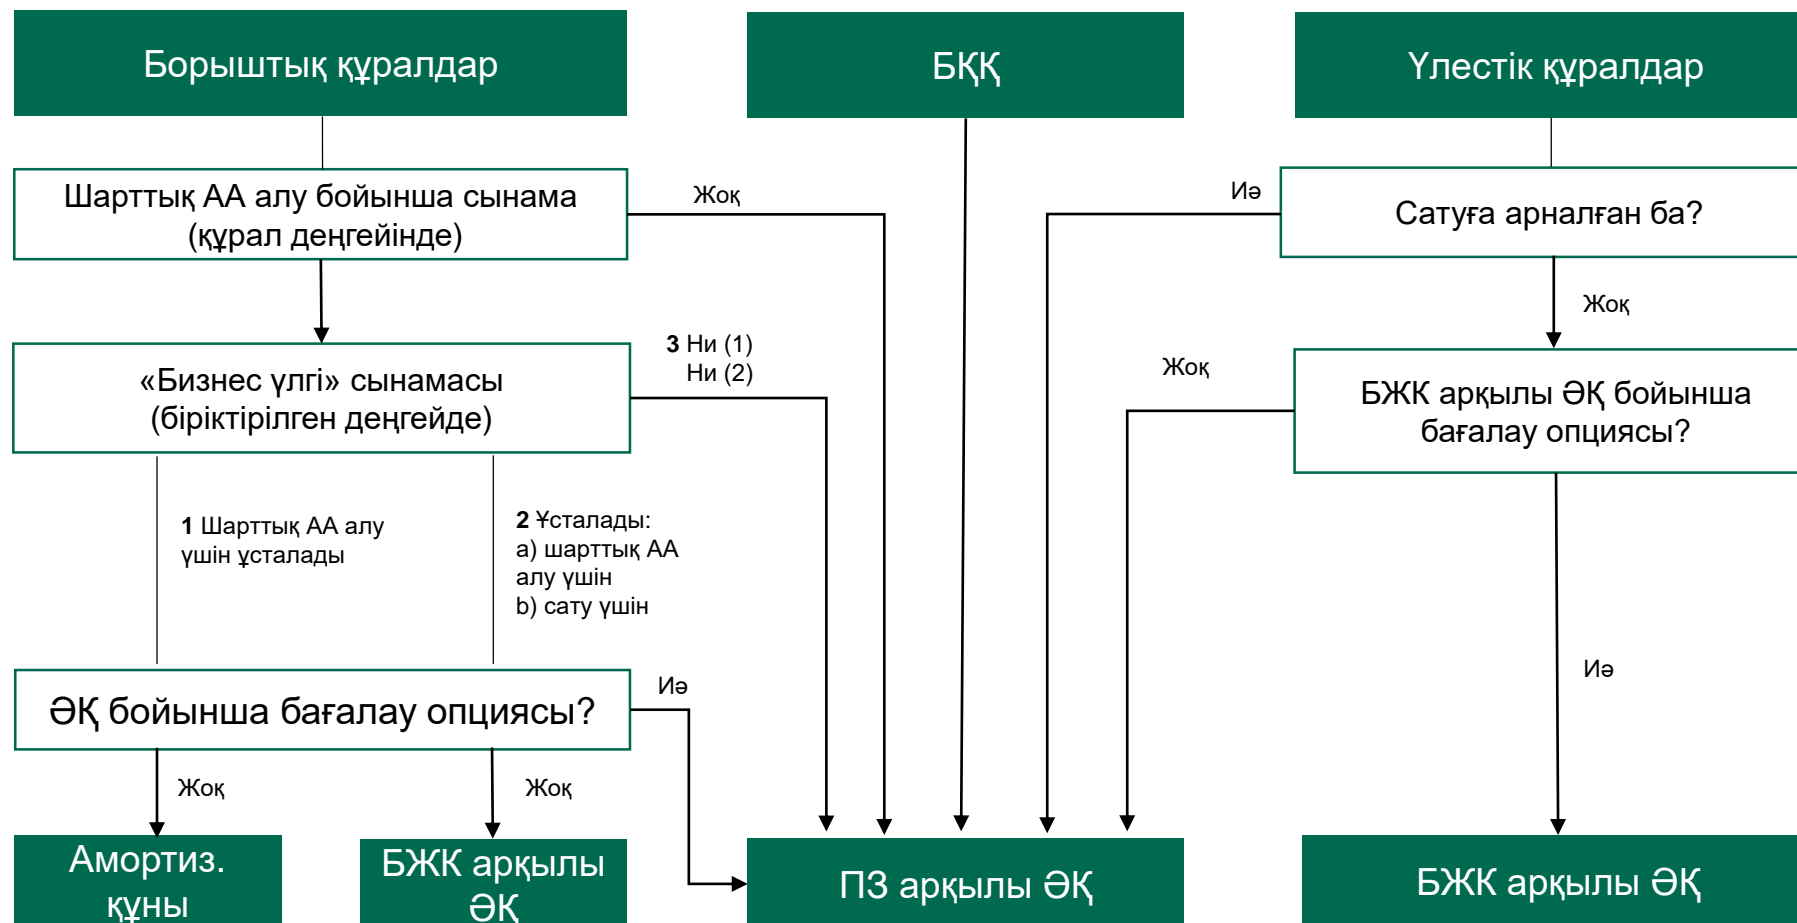 Борыштық құралдар
БҚҚ
Үлестік құралдар
Шарттық АА алу бойынша сынама
(құрал деңгейінде)
Жоқ
Иә
Сатуға арналған ба?
Жоқ
«Бизнес үлгі» сынамасы
(біріктірілген деңгейде)
3 Ни (1)
Ни (2)
Жоқ
БЖК арқылы ӘҚ бойынша
бағалау опциясы?
1 Шарттық АА алу
үшін ұсталады
2 Ұсталады:
a) шарттық АА
алу үшін
b) сату үшін
Иә
ӘҚ бойынша бағалау опциясы?
Иә
Жоқ
Жоқ
Амортиз.
құны
БЖК арқылы
ӘҚ
ПЗ арқылы ӘҚ
БЖК арқылы ӘҚ